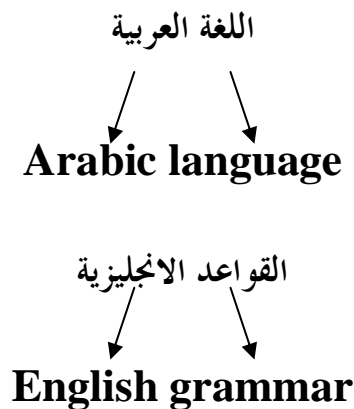 اللغة العربية
Arabic language
القواعد الانجليزية
English grammar